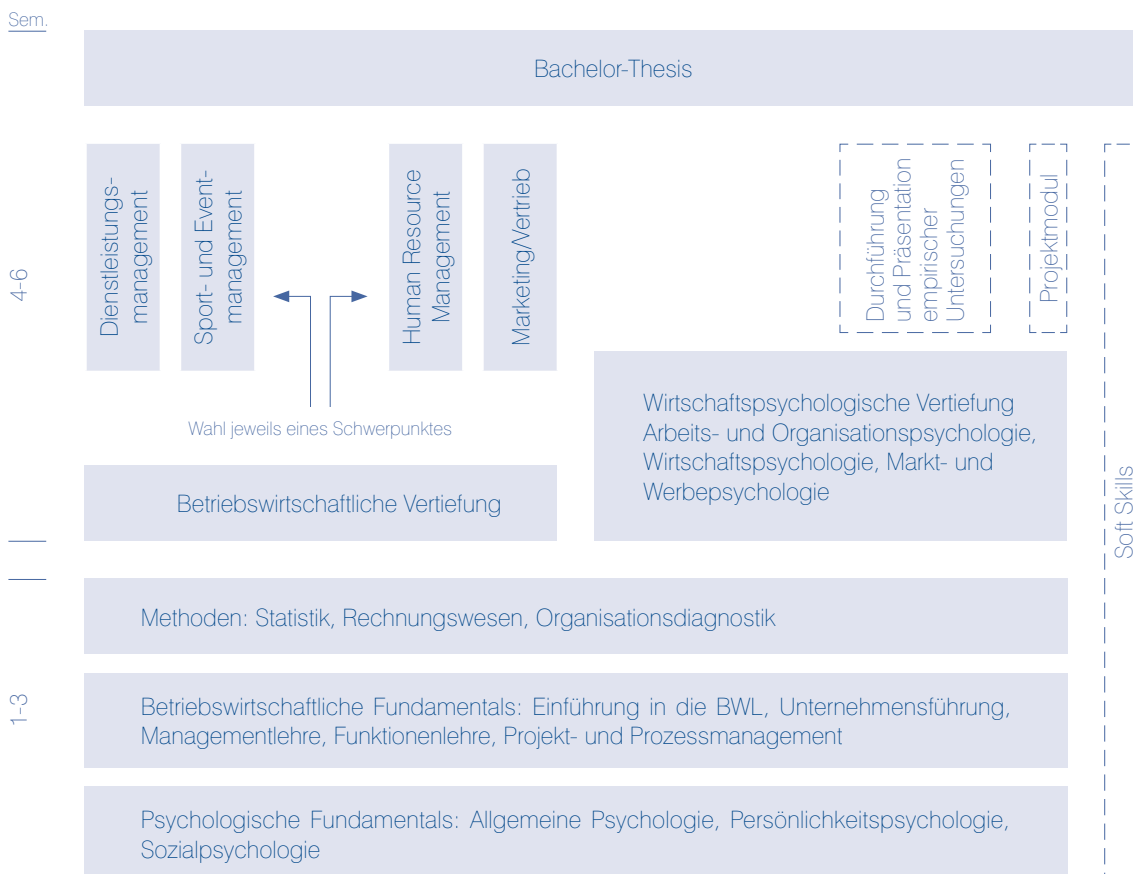 Sem.
Bachelor-Thesis
4-6
Dienstleistungs-
management
Sport- und Event-
management
Human Resource
Management
Marketing/Vertrieb
Durchführung
und Präsentation
empirischer
Untersuchungen
Projektmodul
Wahl jeweils eines Schwerpunktes
Wirtschaftspsychologische Vertiefung
Arbeits- und Organisationspsychologie,
Wirtschaftspsychologie, Markt- und
Werbepsychologie
Betriebswirtschaftliche Vertiefung
Soft Skills
1-3
Methoden: Statistik, Rechnungswesen, Organisationsdiagnostik
Betriebswirtschaftliche Fundamentals: Einführung in die BWL, Unternehmensführung,
Managementlehre, Funktionenlehre, Projekt- und Prozessmanagement
Psychologische Fundamentals: Allgemeine Psychologie, Persönlichkeitspsychologie,
Sozialpsychologie